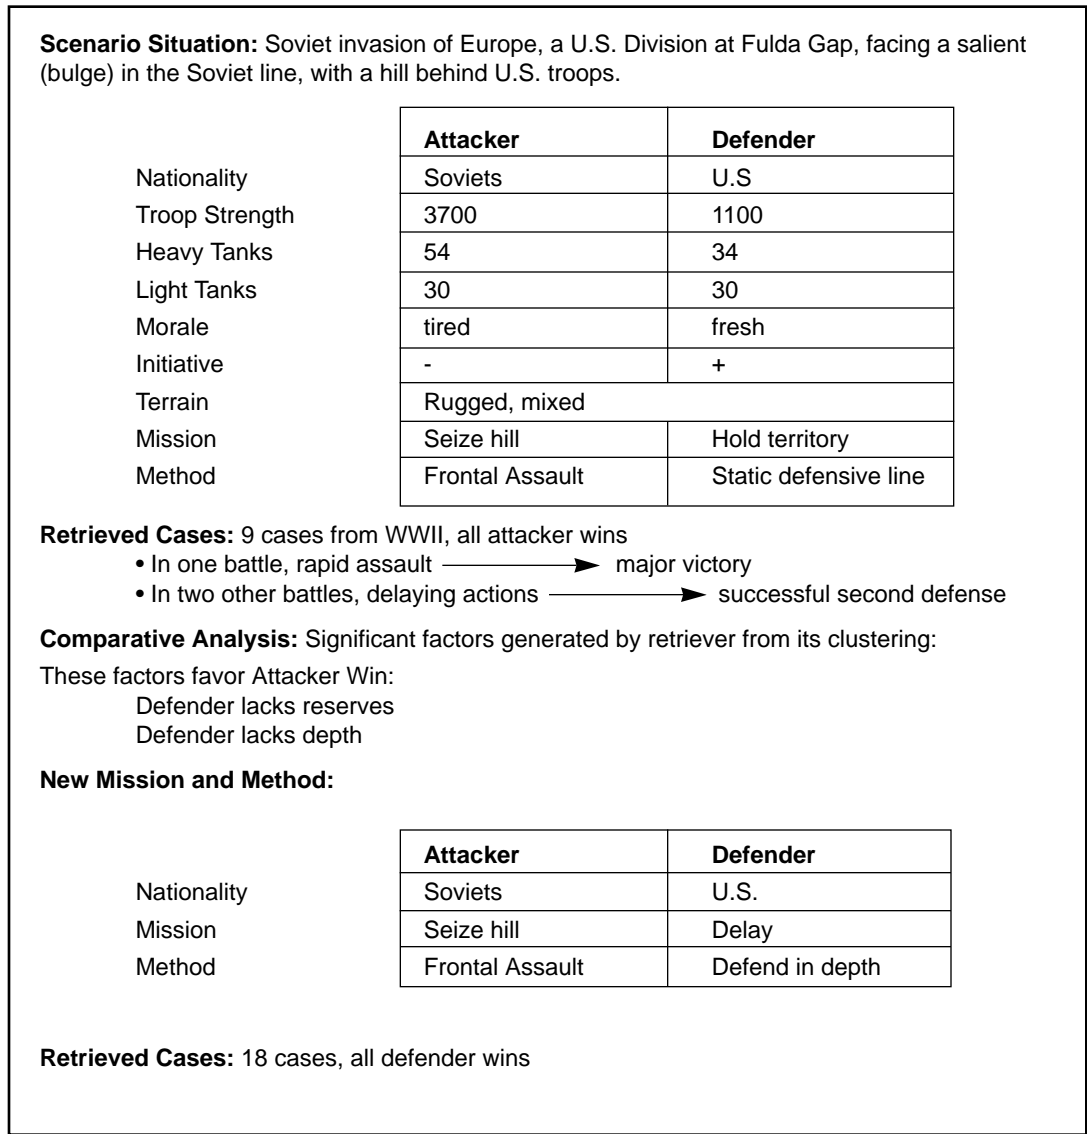 Scenario Situation: Soviet invasion of Europe, a U.S. Division at Fulda Gap, facing a salient
(bulge) in the Soviet line, with a hill behind U.S. troops.
Attacker Defender
Nationality Soviets U.S
Troop Strength 3700 1100
Heavy Tanks 54 34
Light Tanks 30 30
Morale tired fresh
Initiative - +
Terrain Rugged, mixed
Mission Seize hill Hold territory
Method Frontal Assault Static defensive line
Retrieved Cases: 9 cases from WWII, all attacker wins
• In one battle, rapid assault → major victory
• In two other battles, delaying actions → successful second defense
Comparative Analysis: Significant factors generated by retriever from its clustering:
These factors favor Attacker Win:
Defender lacks reserves
Defender lacks depth
New Mission and Method:
Attacker Defender
Nationality Soviets U.S.
Mission Seize hill Delay
Method Frontal Assault Defend in depth
Retrieved Cases: 18 cases, all defender wins